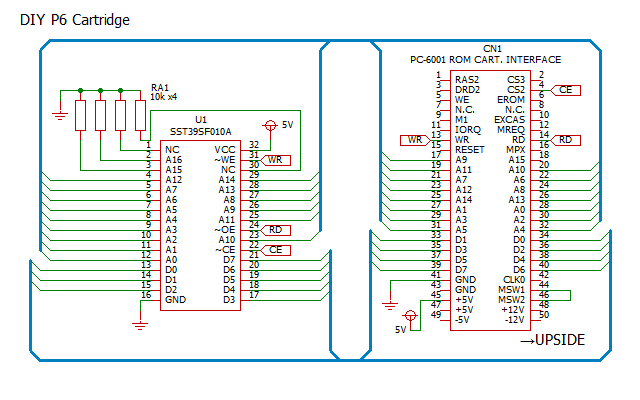 DIY P6 Cartridge
CN1
PC-6001 ROM CART. INTERFACE
RA1
10k x4
U1
SST39SF010A
5V
1 NC VCC 32
2 A16 ~WE 31 WR
3 A15 NC 30
4 A12 A14 29
5 A7 A13 28
6 A6 A8 27
7 A5 A9 26
8 A4 A11 25
9 A3 ~OE 24 RD
10 A2 A10 23
11 A1 ~CE 22 CE
12 A0 D7 21
13 D0 D6 20
14 D1 D5 19
15 D2 D4 18
16 GND D3 17
1 RAS2 CS3 2
3 DRD2 CS2 4 CE
5 WE EROM 6
7 N.C. N.C. 8
9 M1 EXCAS 10
11 IORQ MREQ 12
WR 13 WR RD 14 RD
15 RESET MPX 16
17 A9 A15 18
19 A11 A10 20
21 A7 A6 22
23 A12 A8 24
25 A14 A13 26
27 A1 A0 28
29 A3 A2 30
31 A5 A4 32
33 D1 D0 34
35 D3 D2 36
37 D5 D4 38
39 D7 D6 40
41 GND CLK0 42
43 GND MSW1 44
45 +5V MSW2 46
47 +5V +12V 48
49 -5V -12V 50
5V
→UPSIDE